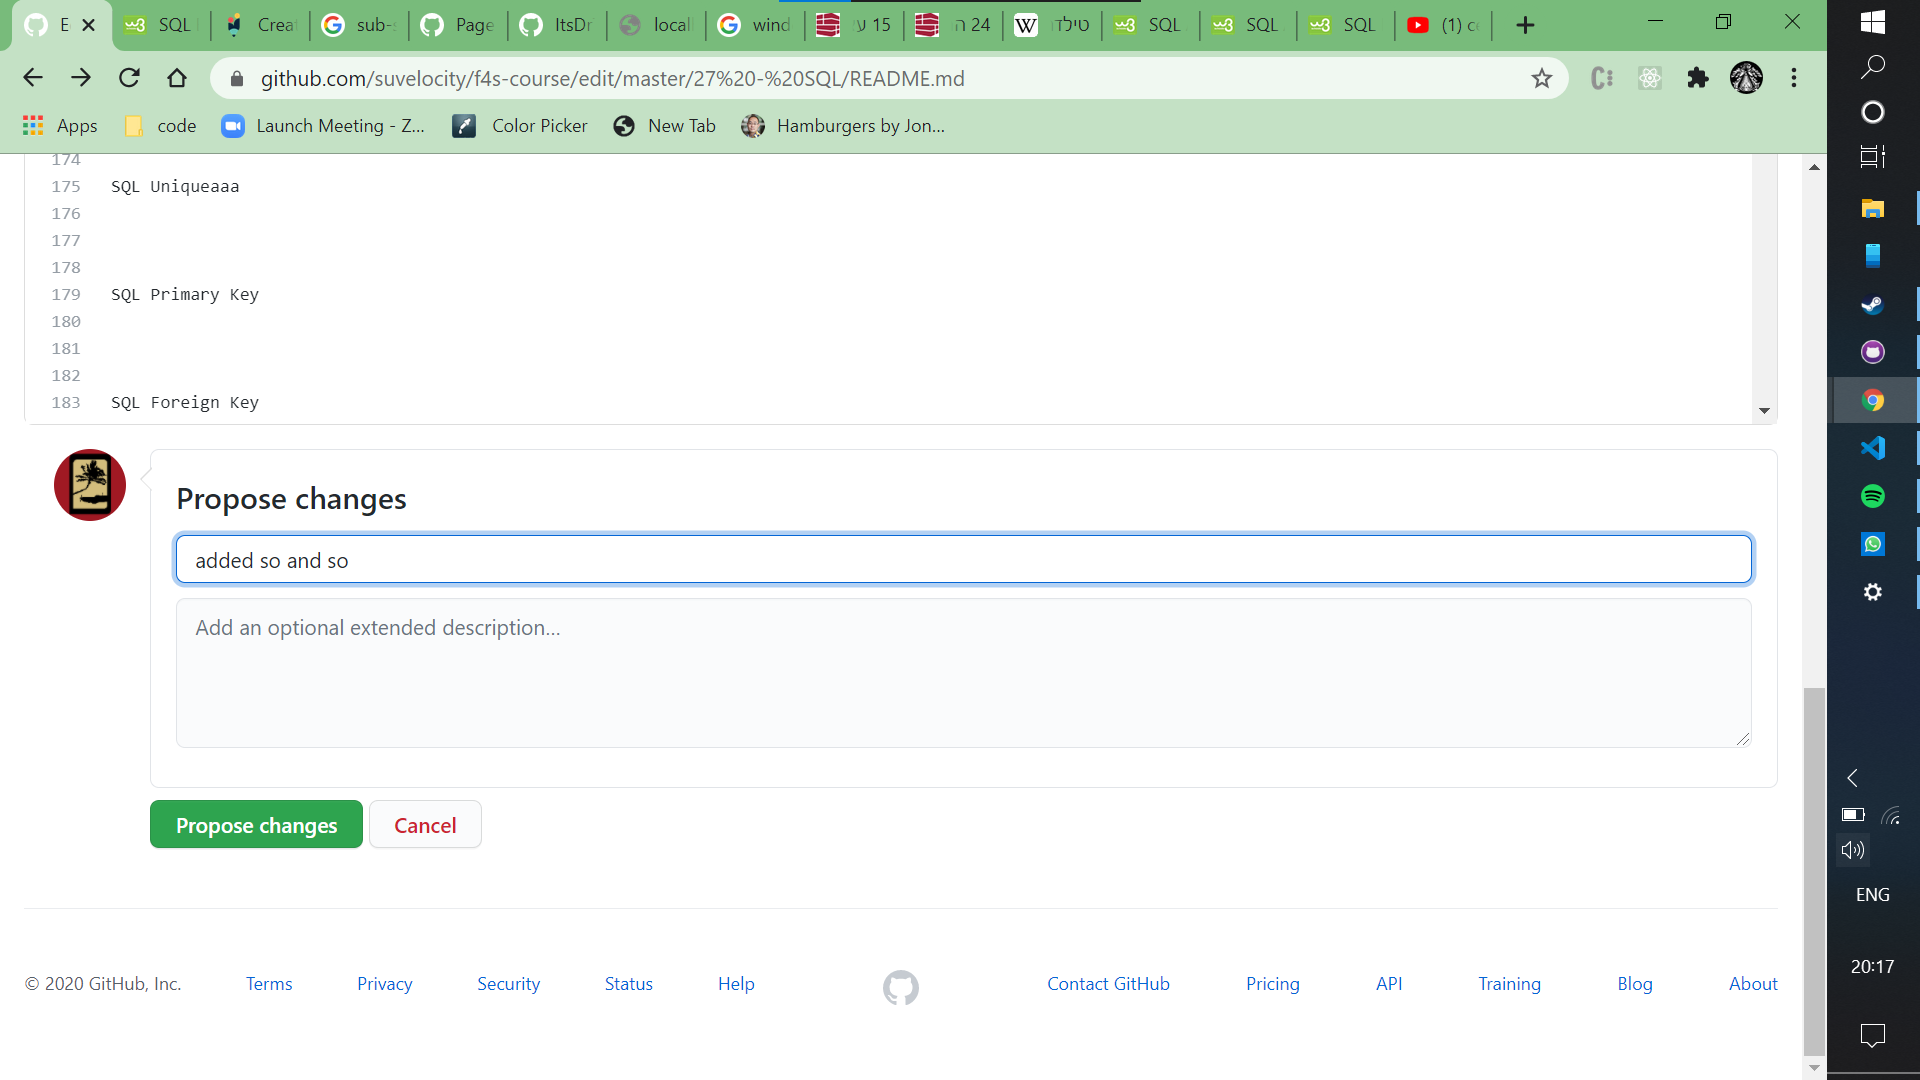 E
SQL
Creat
sub-s
Page
ItsDr
local
wind
15 ע
24 ה
טילדו
SQL
SQL
SQL
(1) ce
github.com/suvelocity/f4s-course/edit/master/27%20-%20SQL/README.md
Apps
code
Launch Meeting - Z...
Color Picker
New Tab
Hamburgers by Jon...
174
175 SQL Uniqueaaa
176
177
178
179 SQL Primary Key
180
181
182
183 SQL Foreign Key
Propose changes
added so and so
Add an optional extended description...
Propose changes
Cancel
© 2020 GitHub, Inc.
Terms
Privacy
Security
Status
Help
Contact GitHub
Pricing
API
Training
Blog
About
ENG
20:17